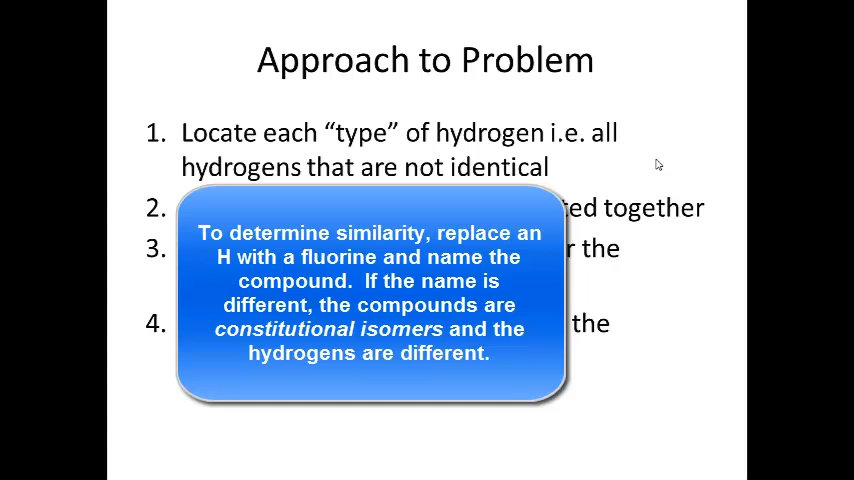 Approach to Problem
1. Locate each “type” of hydrogen i.e. all
hydrogens that are not identical
2. together
3. the
4. the
To determine similarity, replace an
H with a fluorine and name the
compound. If the name is
different, the compounds are
constitutional isomers and the
hydrogens are different.